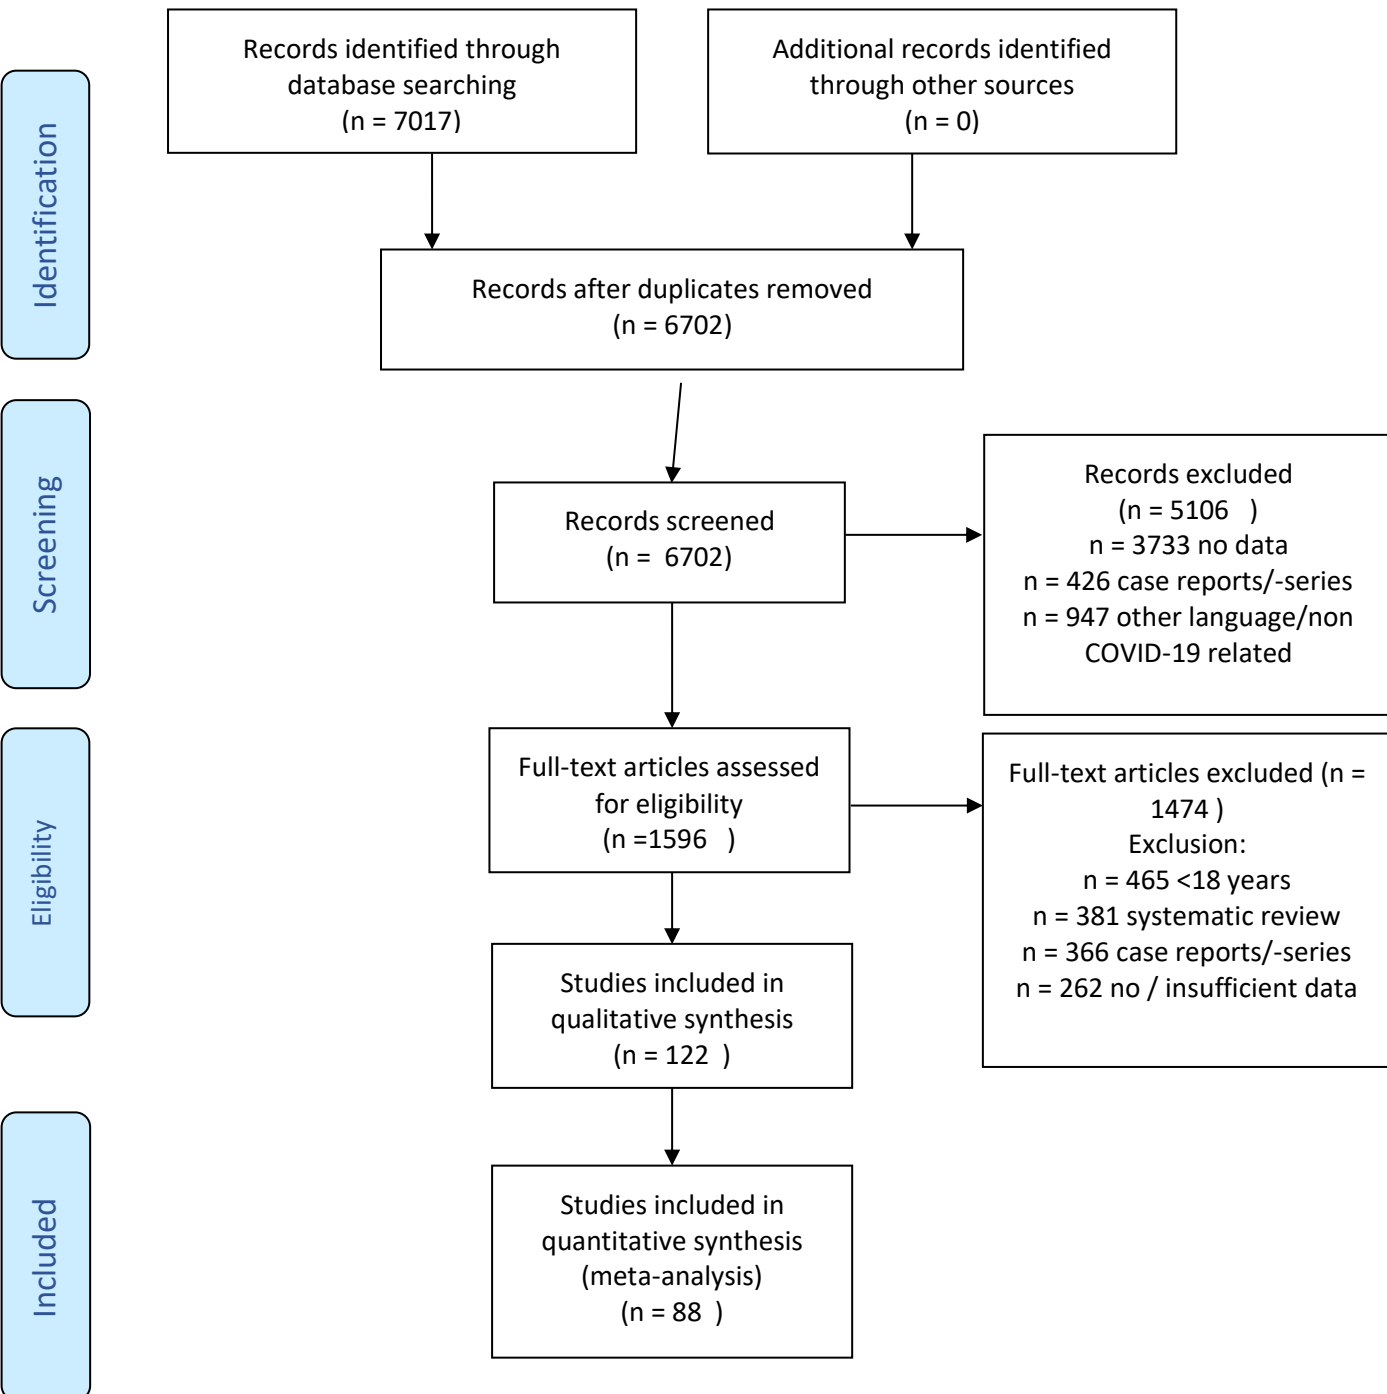 Records identified through
database searching
(n = 7017)
Additional records identified
through other sources
(n = 0)
Identification
Records after duplicates removed
(n = 6702)
Screening
Records screened
(n =  6702)
Records excluded
(n = 5106   )
n = 3733 no data
n = 426 case reports/-series
n = 947 other language/non
COVID-19 related
Eligibility
Full-text articles assessed
for eligibility
(n =1596   )
Full-text articles excluded (n =
1474 )
Exclusion:
n = 465 <18 years
n = 381 systematic review
n = 366 case reports/-series
n = 262 no / insufficient data
Studies included in
qualitative synthesis
(n = 122  )
Included
Studies included in
quantitative synthesis
(meta-analysis)
(n = 88  )